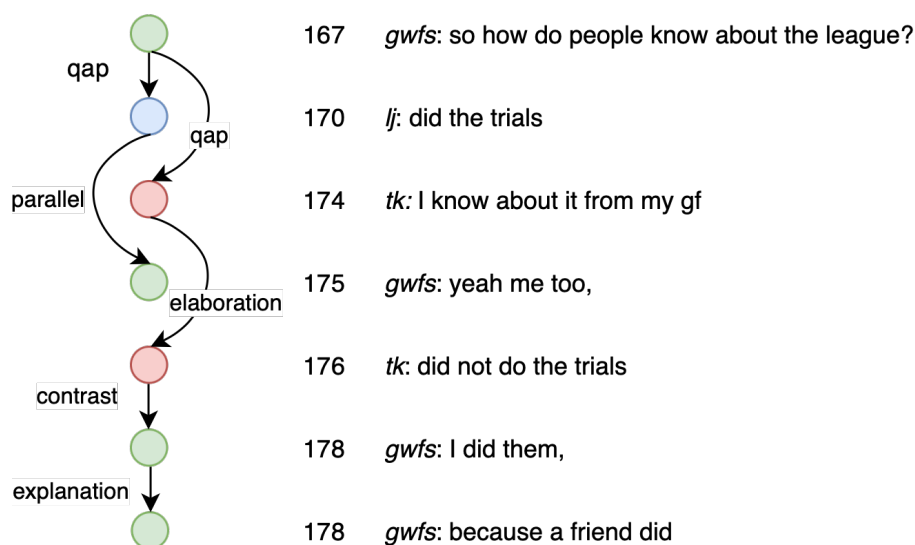 167 gwfs: so how do people know about the league?
qap
170 lj: did the trials
qap
parallel
174 tk: I know about it from my gf
175 gwfs: yeah me too,
elaboration
176 tk: did not do the trials
contrast
178 gwfs: I did them,
explanation
178 gwfs: because a friend did